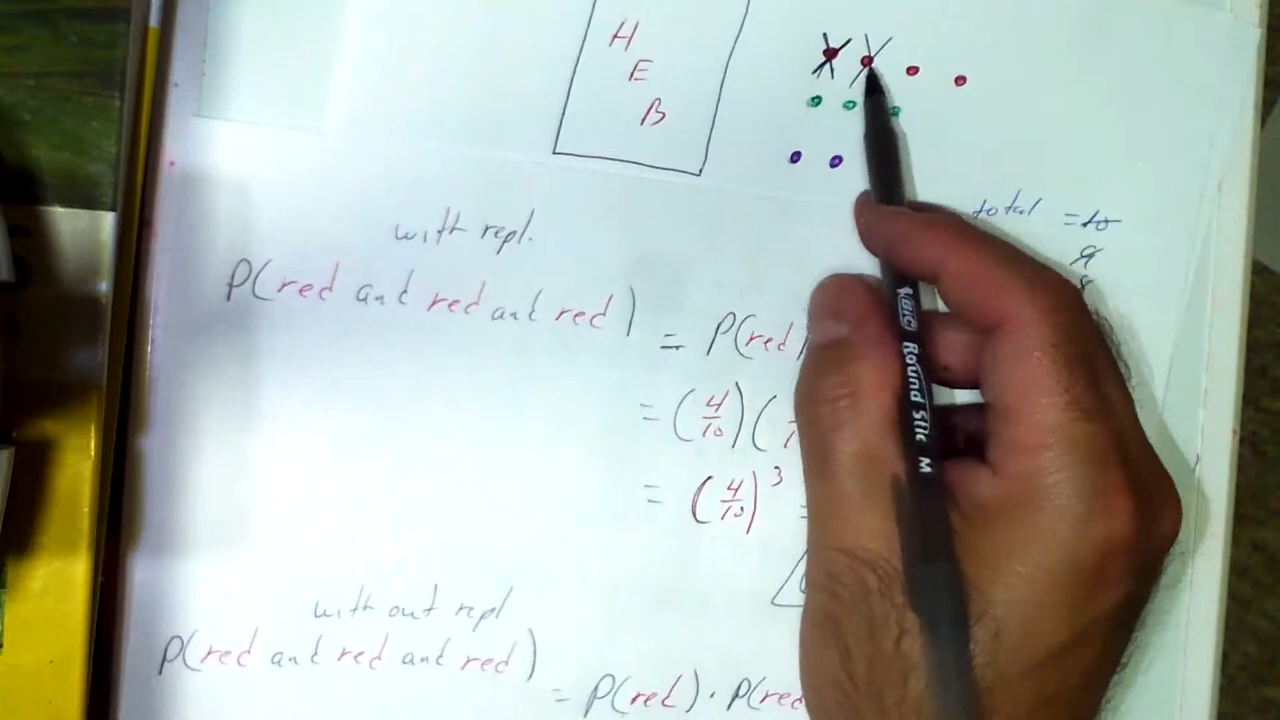 H
E
B
total = 10
9
8
with repl.
P(red and red and red)
= P(red)
= (4/10)(
= (4/10)^3 =
with out repl
P(red and red and red)
= P(red) · P(red
BIC Round Stic M